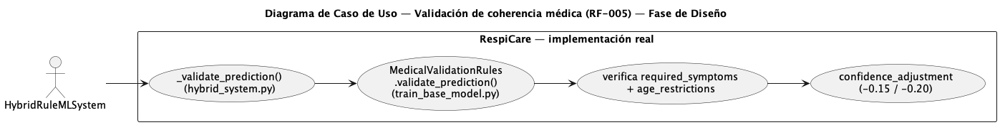 Diagrama de Caso de Uso — Validación de coherencia médica (RF-005) — Fase de Diseño
RespiCare — implementación real
HybridRuleMLSystem
_validate_prediction()
(hybrid_system.py)
MedicalValidationRules
.validate_prediction()
(train_base_model.py)
verifica required_symptoms
+ age_restrictions
confidence_adjustment
(-0.15 / -0.20)